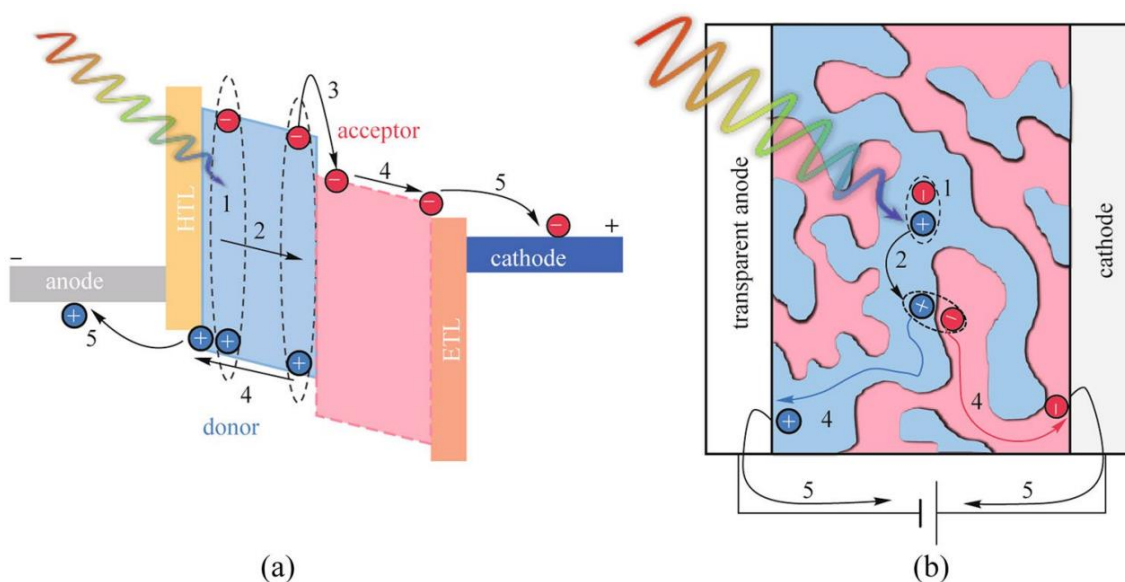 3
acceptor
4
5
1
HTL
2
−
+
anode
cathode
5
ETL
4
donor
(a)
transparent anode
1
2
cathode
4
4
5
5
(b)